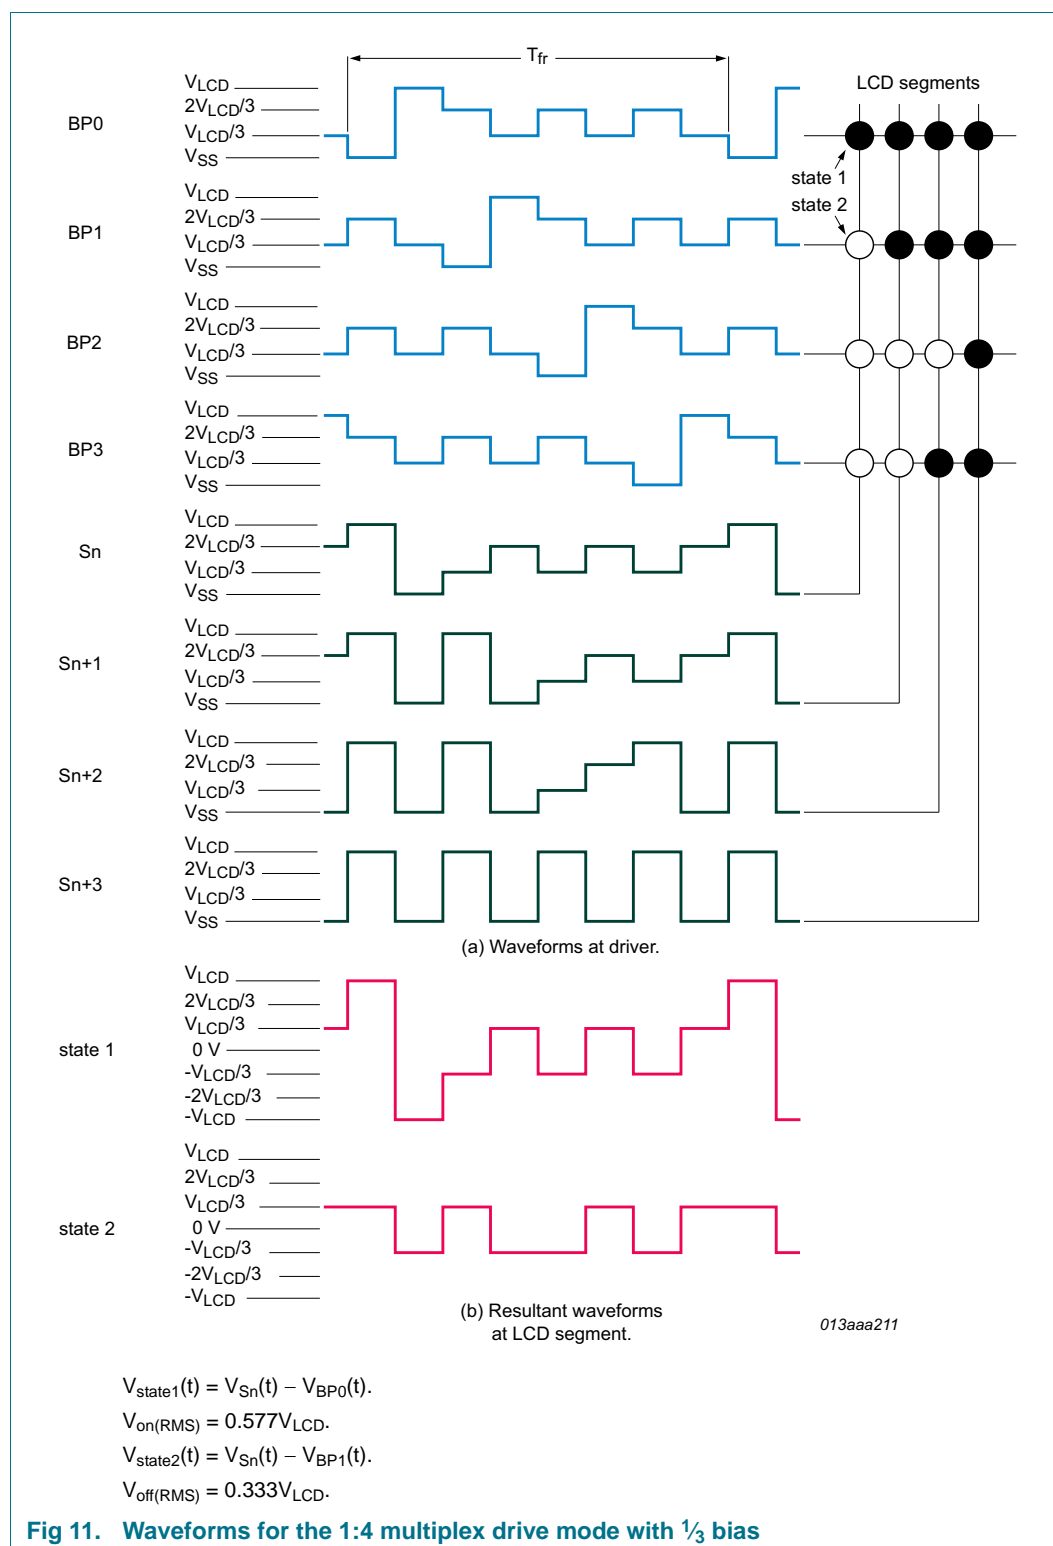 Tfr
LCD segments
BP0
VLCD
2VLCD/3
VLCD/3
VSS
state 1
state 2
BP1
VLCD
2VLCD/3
VLCD/3
VSS
BP2
VLCD
2VLCD/3
VLCD/3
VSS
BP3
VLCD
2VLCD/3
VLCD/3
VSS
Sn
VLCD
2VLCD/3
VLCD/3
VSS
Sn+1
VLCD
2VLCD/3
VLCD/3
VSS
Sn+2
VLCD
2VLCD/3
VLCD/3
VSS
Sn+3
VLCD
2VLCD/3
VLCD/3
VSS
(a) Waveforms at driver.
state 1
VLCD
2VLCD/3
VLCD/3
0 V
-VLCD/3
-2VLCD/3
-VLCD
state 2
VLCD
2VLCD/3
VLCD/3
0 V
-VLCD/3
-2VLCD/3
-VLCD
(b) Resultant waveforms
at LCD segment.
013aaa211
Vstate1(t) = VSn(t) − VBP0(t).
Von(RMS) = 0.577VLCD.
Vstate2(t) = VSn(t) − VBP1(t).
Voff(RMS) = 0.333VLCD.
Fig 11. Waveforms for the 1:4 multiplex drive mode with 1⁄3 bias